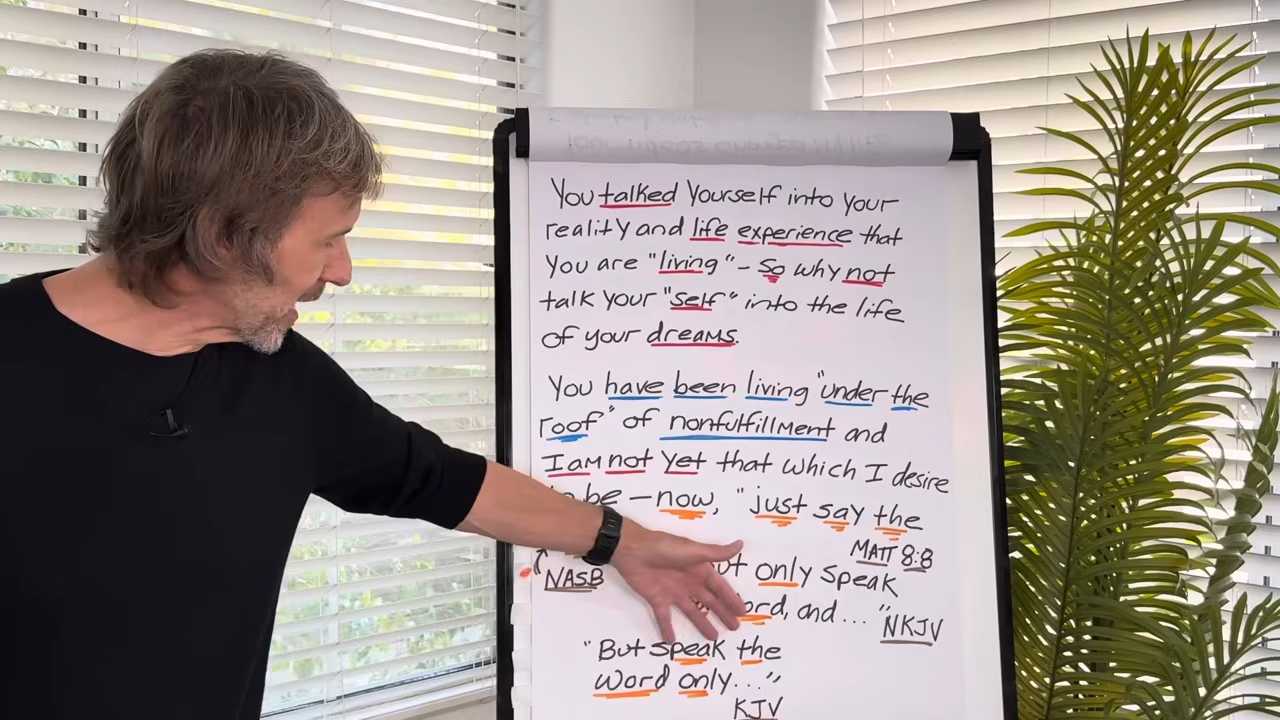 You talked yourself into your
reality and life experience that
you are "living" – so why not
talk your "self" into the life
of your dreams.
You have been living "under the
roof" of nonfulfillment and
I am not yet that which I desire
be – now, "just say the
MATT 8:8
NASB
only speak
and ..."
NKJV
"But speak the
word only..."
KJV